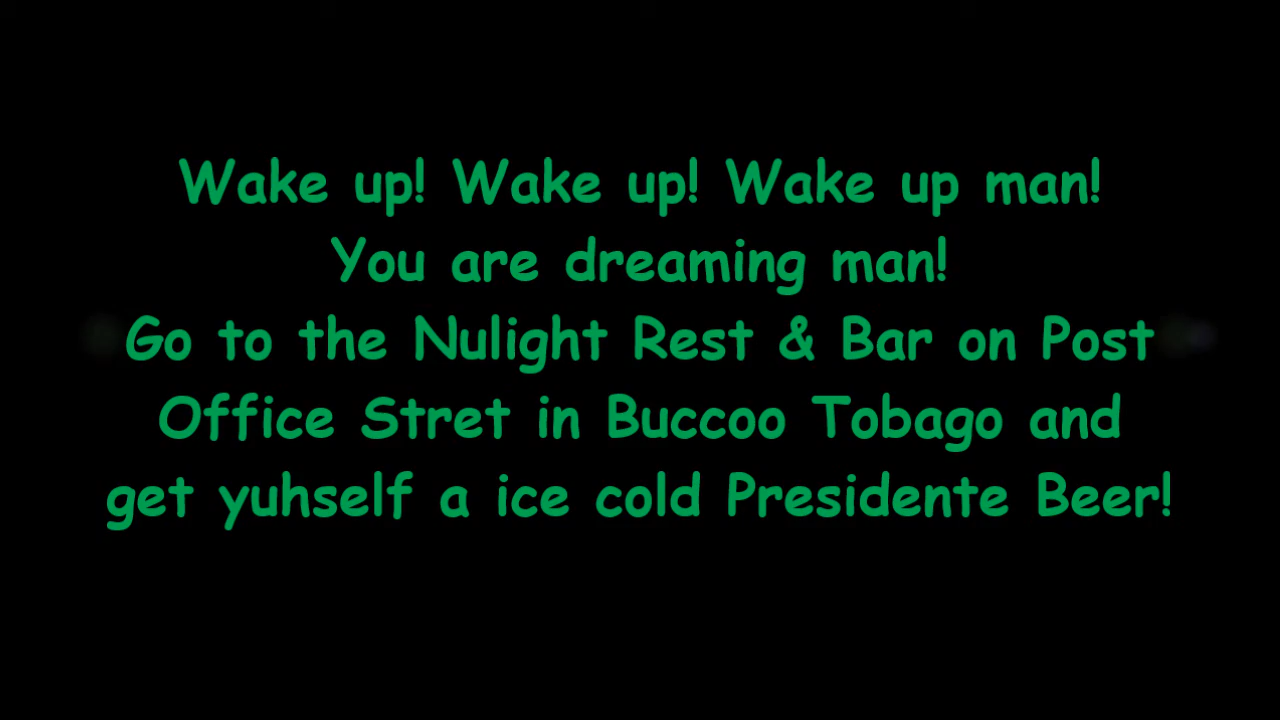 Wake up! Wake up! Wake up man!
You are dreaming man!
Go to the Nulight Rest & Bar on Post
Office Stret in Buccoo Tobago and
get yuhself a ice cold Presidente Beer!